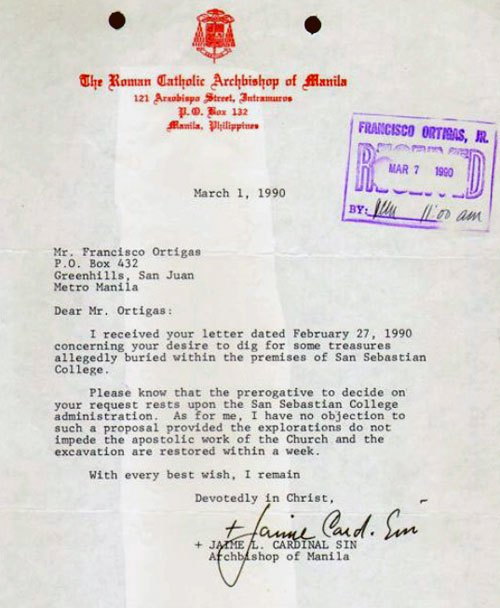 The Roman Catholic Archbishop of Manila
121 Arzobispo Street, Intramuros
P.O. Box 132
Manila, Philippines
FRANCISCO ORTIGAS, JR.
RECEIVED
MAR 7 1990
BY: 11:00 am
March 1, 1990
Mr. Francisco Ortigas
P.O. Box 432
Greenhills, San Juan
Metro Manila
Dear Mr. Ortigas:
I received your letter dated February 27, 1990
concerning your desire to dig for some treasures
allegedly buried within the premises of San Sebastian
College.
Please know that the prerogative to decide on
your request rests upon the San Sebastian College
administration. As for me, I have no objection to
such a proposal provided the explorations do not
impede the apostolic work of the Church and the
excavation are restored within a week.
With every best wish, I remain
Devotedly in Christ,
+ Jaime Card. Sin
+ JAIME L. CARDINAL SIN
Archbishop of Manila